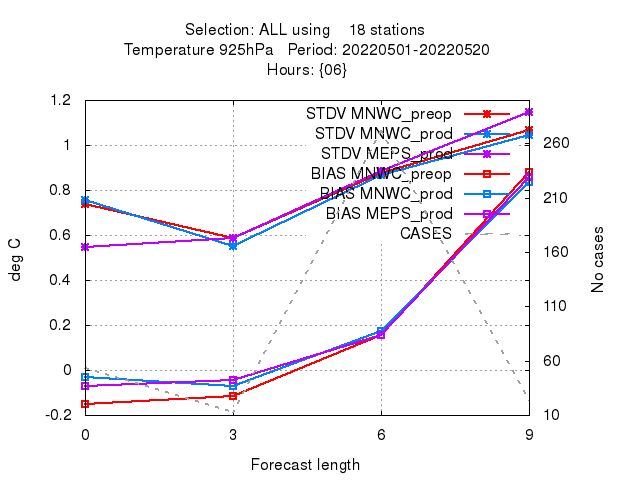 Selection: ALL using 18 stations
Temperature 925hPa Period: 20220501-20220520
Hours: {06}
1.2
1
0.8
0.6
0.4
0.2
0
-0.2
deg C
STDV MNWC_preop
STDV MNWC_prod
STDV MEPS_prod
BIAS MNWC_preop
BIAS MNWC_prod
BIAS MEPS_prod
CASES
260
210
160
110
60
10
No cases
0 3 6 9
Forecast length